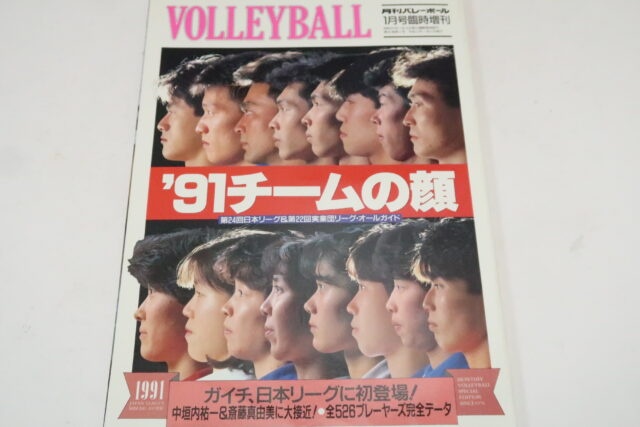 VOLLEYBALL
月刊バレーボール
1月号臨時増刊
'91チームの顔
第24回日本リーグ&第22回実業団リーグ・オールガイド
1991
ガイチ、日本リーグに初登場!
中垣内祐一&斎藤真由美に大接近!・全526プレーヤーズ完全データ
MONTHLY
VOLLEYBALL
SPECIAL
EDITION